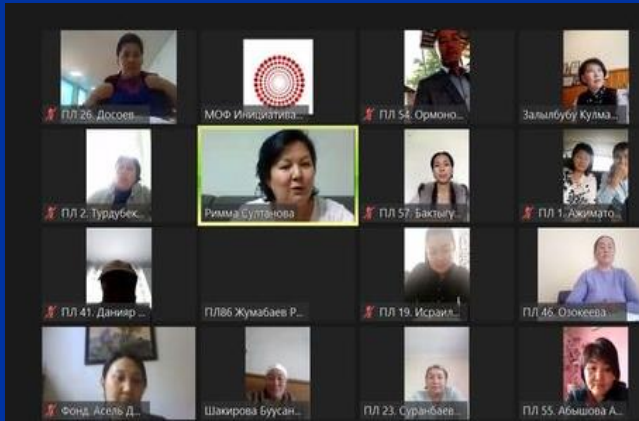 ПЛ 26. Досоев...
МОФ Инициатива...
ПЛ 54. Ормоно...
Залылбубу Кулма...
ПЛ 2. Турдубек...
Римма Султанова
ПЛ 57. Бактыгу...
ПЛ 1. Ажимато...
ПЛ 41. Данияр ...
ПЛ86 Жумабаев Р...
ПЛ 19. Исраил...
ПЛ 46. Озокеева ...
Фонд. Асель Д...
Шакирова Буусан...
ПЛ 23. Суранбаев...
ПЛ 55. Абышова А...